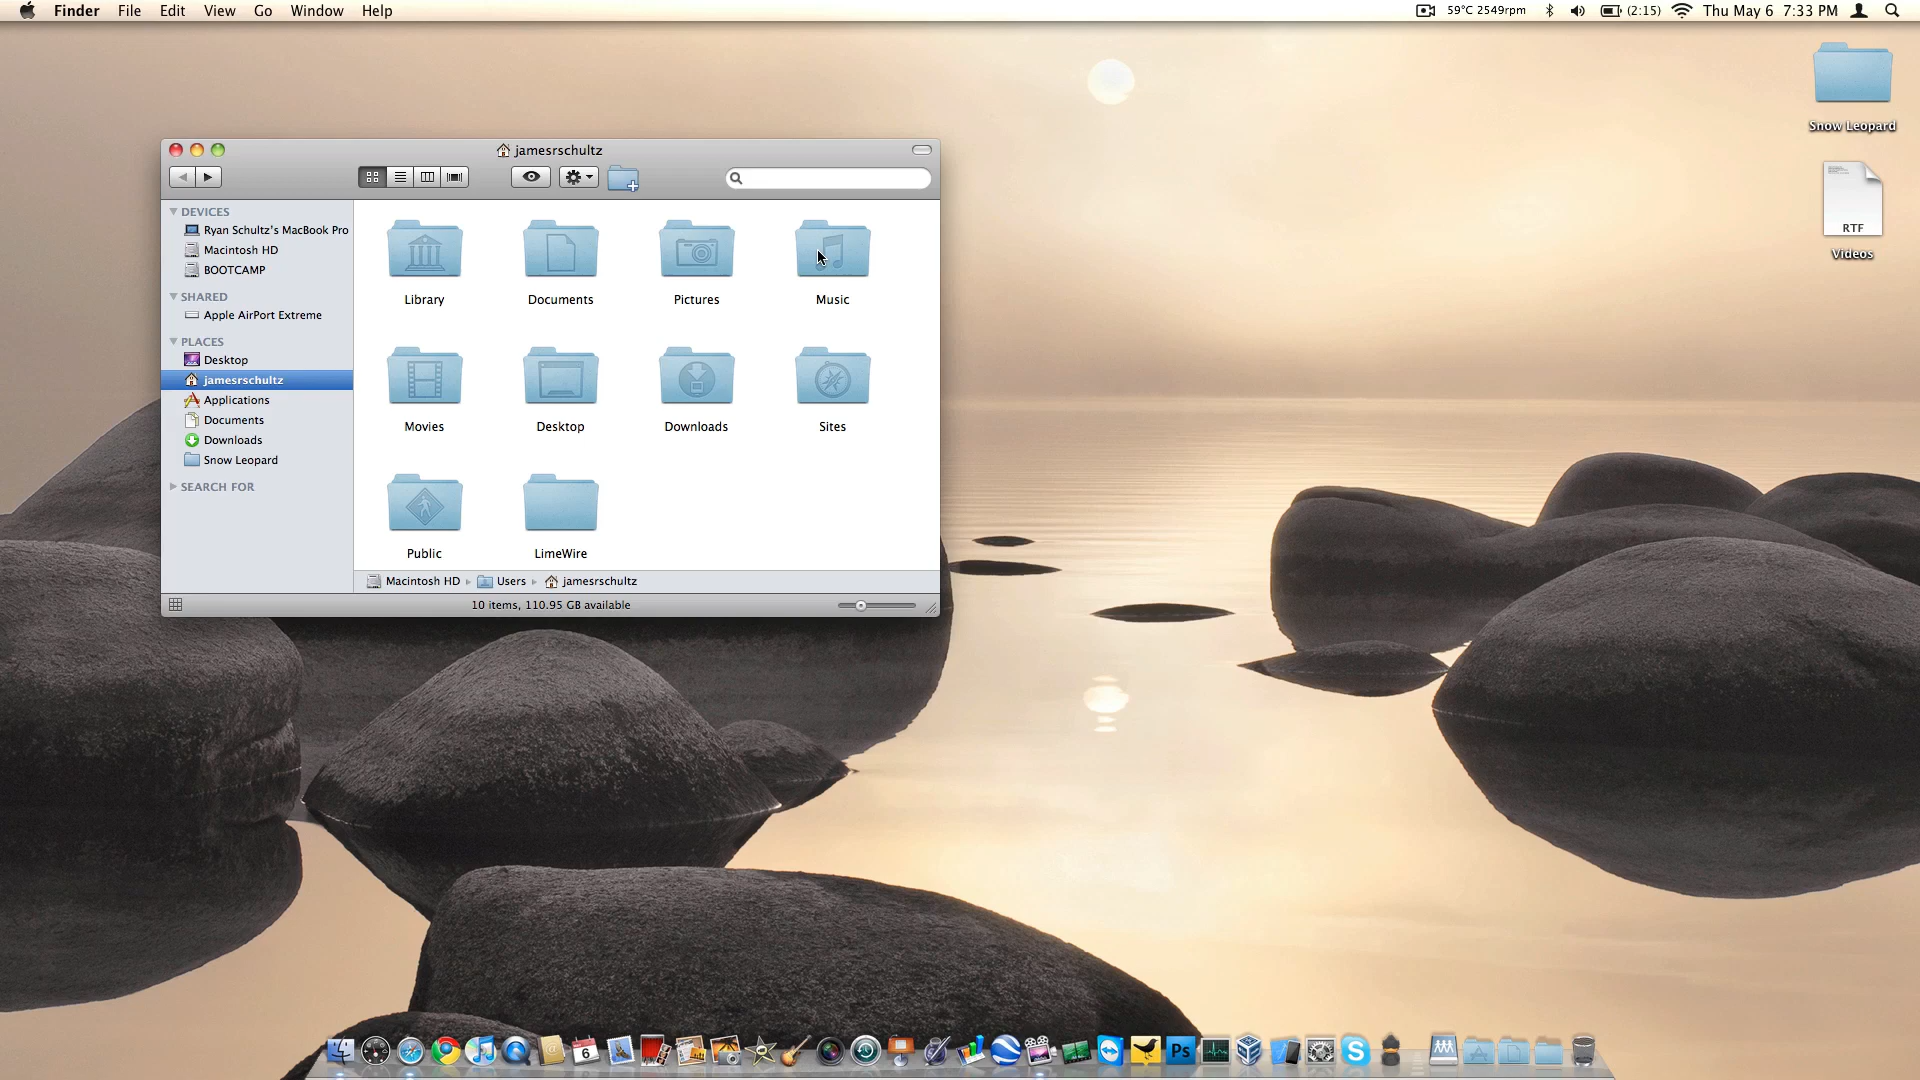 Finder File Edit View Go Window Help 59°C 2549rpm (2:15) Thu May 6 7:33 PM
Snow Leopard
RTF
Videos
jamesrschultz
DEVICES
Ryan Schultz's MacBook Pro
Macintosh HD
BOOTCAMP
SHARED
Apple AirPort Extreme
PLACES
Desktop
jamesrschultz
Applications
Documents
Downloads
Snow Leopard
SEARCH FOR
Library Documents Pictures Music
Movies Desktop Downloads Sites
Public LimeWire
Macintosh HD Users jamesrschultz
10 items, 110.95 GB available
6 Ps